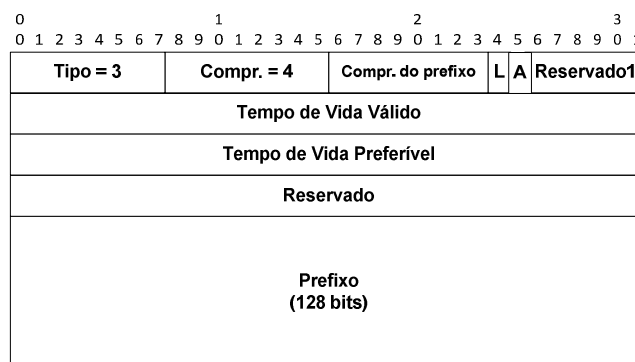 0 1 2 3
0 1 2 3 4 5 6 7 8 9 0 1 2 3 4 5 6 7 8 9 0 1 2 3 4 5 6 7 8 9 0
Tipo = 3 Compr. = 4 Compr. do prefixo L A Reservado1
Tempo de Vida Válido
Tempo de Vida Preferível
Reservado
Prefixo
(128 bits)